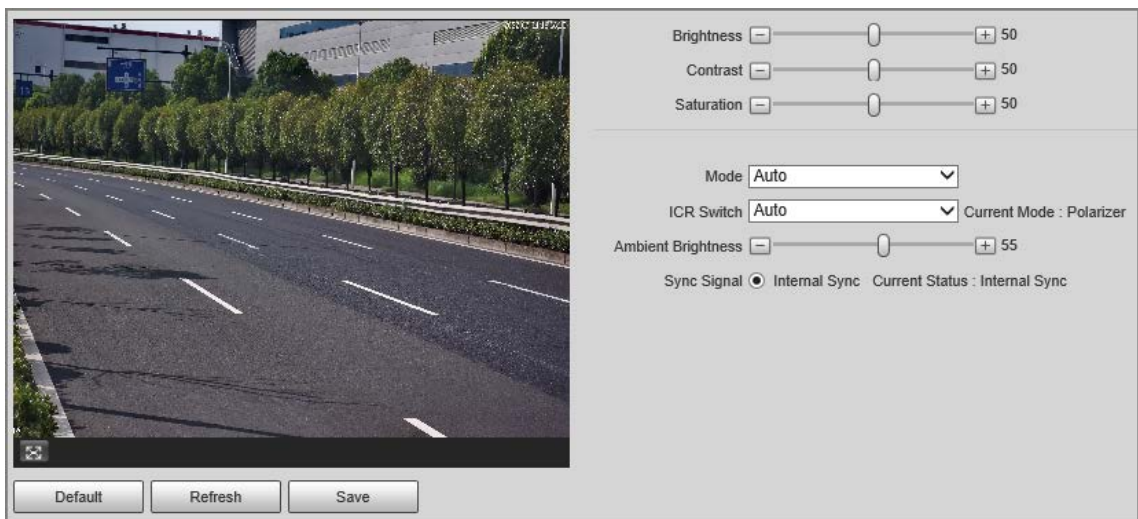 Brightness 50
Contrast 50
Saturation 50
Mode Auto
ICR Switch Auto Current Mode : Polarizer
Ambient Brightness 55
Sync Signal Internal Sync Current Status : Internal Sync
Default Refresh Save